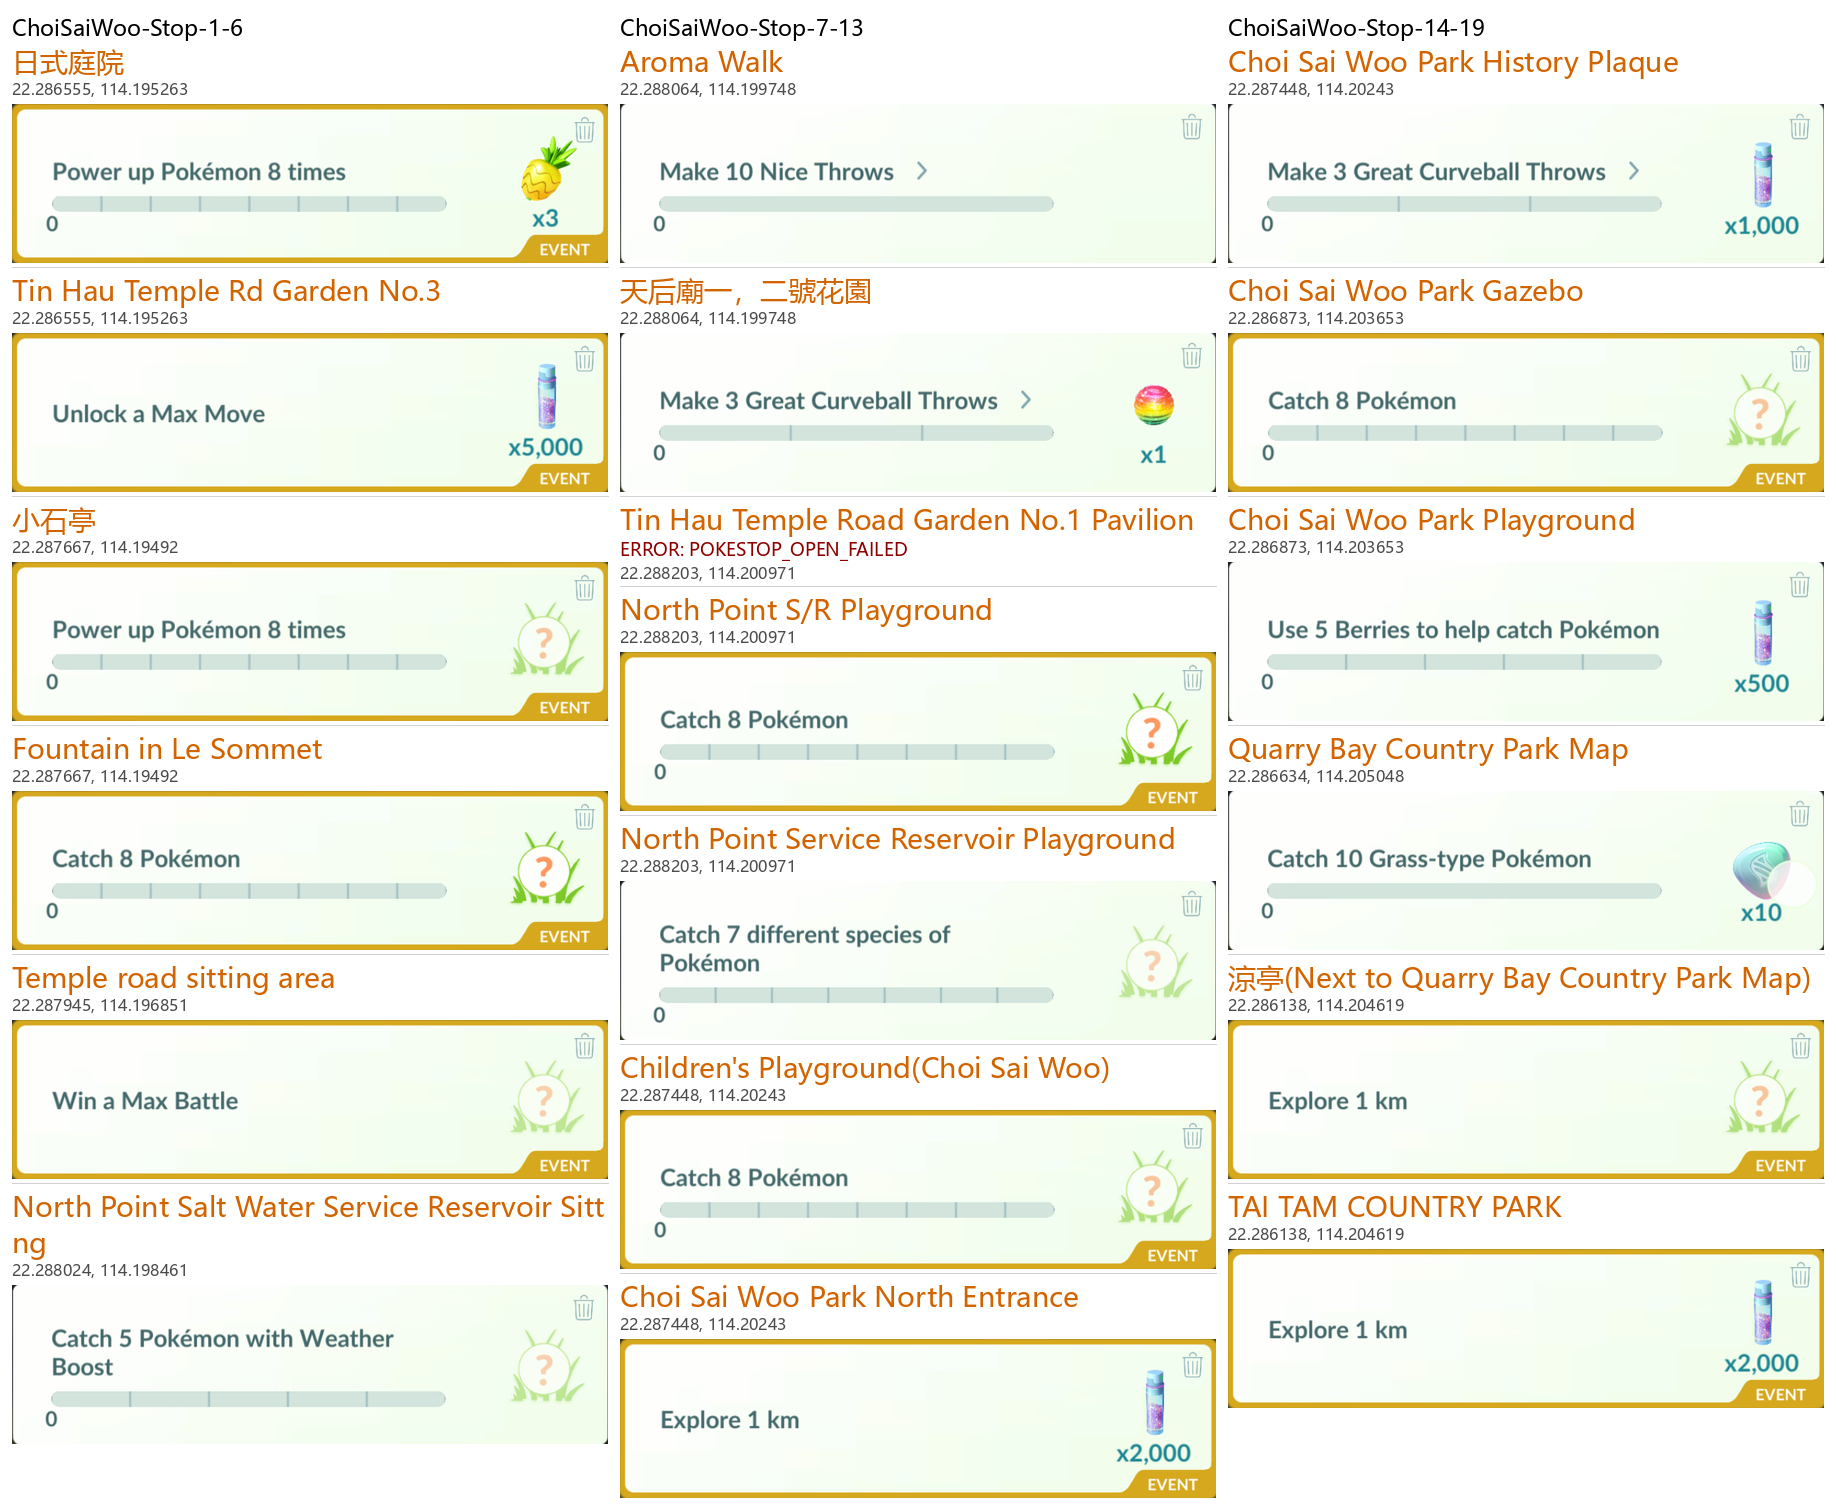 ChoiSaiWoo-Stop-1-6
日式庭院
22.286555, 114.195263
Power up Pokémon 8 times
0
x3
EVENT
Tin Hau Temple Rd Garden No.3
22.286555, 114.195263
Unlock a Max Move
x5,000
EVENT
小石亭
22.287667, 114.19492
Power up Pokémon 8 times
?
0
EVENT
Fountain in Le Sommet
22.287667, 114.19492
Catch 8 Pokémon
?
0
EVENT
Temple road sitting area
22.287945, 114.196851
Win a Max Battle
?
EVENT
North Point Salt Water Service Reservoir Sitt
ng
22.288024, 114.198461
Catch 5 Pokémon with Weather
Boost
?
0
ChoiSaiWoo-Stop-7-13
Aroma Walk
22.288064, 114.199748
Make 10 Nice Throws >
0
天后廟一，二號花園
22.288064, 114.199748
Make 3 Great Curveball Throws >
0
x1
Tin Hau Temple Road Garden No.1 Pavilion
ERROR: POKESTOP_OPEN_FAILED
22.288203, 114.200971
North Point S/R Playground
22.288203, 114.200971
Catch 8 Pokémon
?
0
EVENT
North Point Service Reservoir Playground
22.288203, 114.200971
Catch 7 different species of
Pokémon
?
0
Children's Playground(Choi Sai Woo)
22.287448, 114.20243
Catch 8 Pokémon
?
0
EVENT
Choi Sai Woo Park North Entrance
22.287448, 114.20243
Explore 1 km
x2,000
EVENT
ChoiSaiWoo-Stop-14-19
Choi Sai Woo Park History Plaque
22.287448, 114.20243
Make 3 Great Curveball Throws >
0
x1,000
Choi Sai Woo Park Gazebo
22.286873, 114.203653
Catch 8 Pokémon
?
0
EVENT
Choi Sai Woo Park Playground
22.286873, 114.203653
Use 5 Berries to help catch Pokémon
0
x500
Quarry Bay Country Park Map
22.286634, 114.205048
Catch 10 Grass-type Pokémon
0
x10
涼亭(Next to Quarry Bay Country Park Map)
22.286138, 114.204619
Explore 1 km
?
EVENT
TAI TAM COUNTRY PARK
22.286138, 114.204619
Explore 1 km
x2,000
EVENT